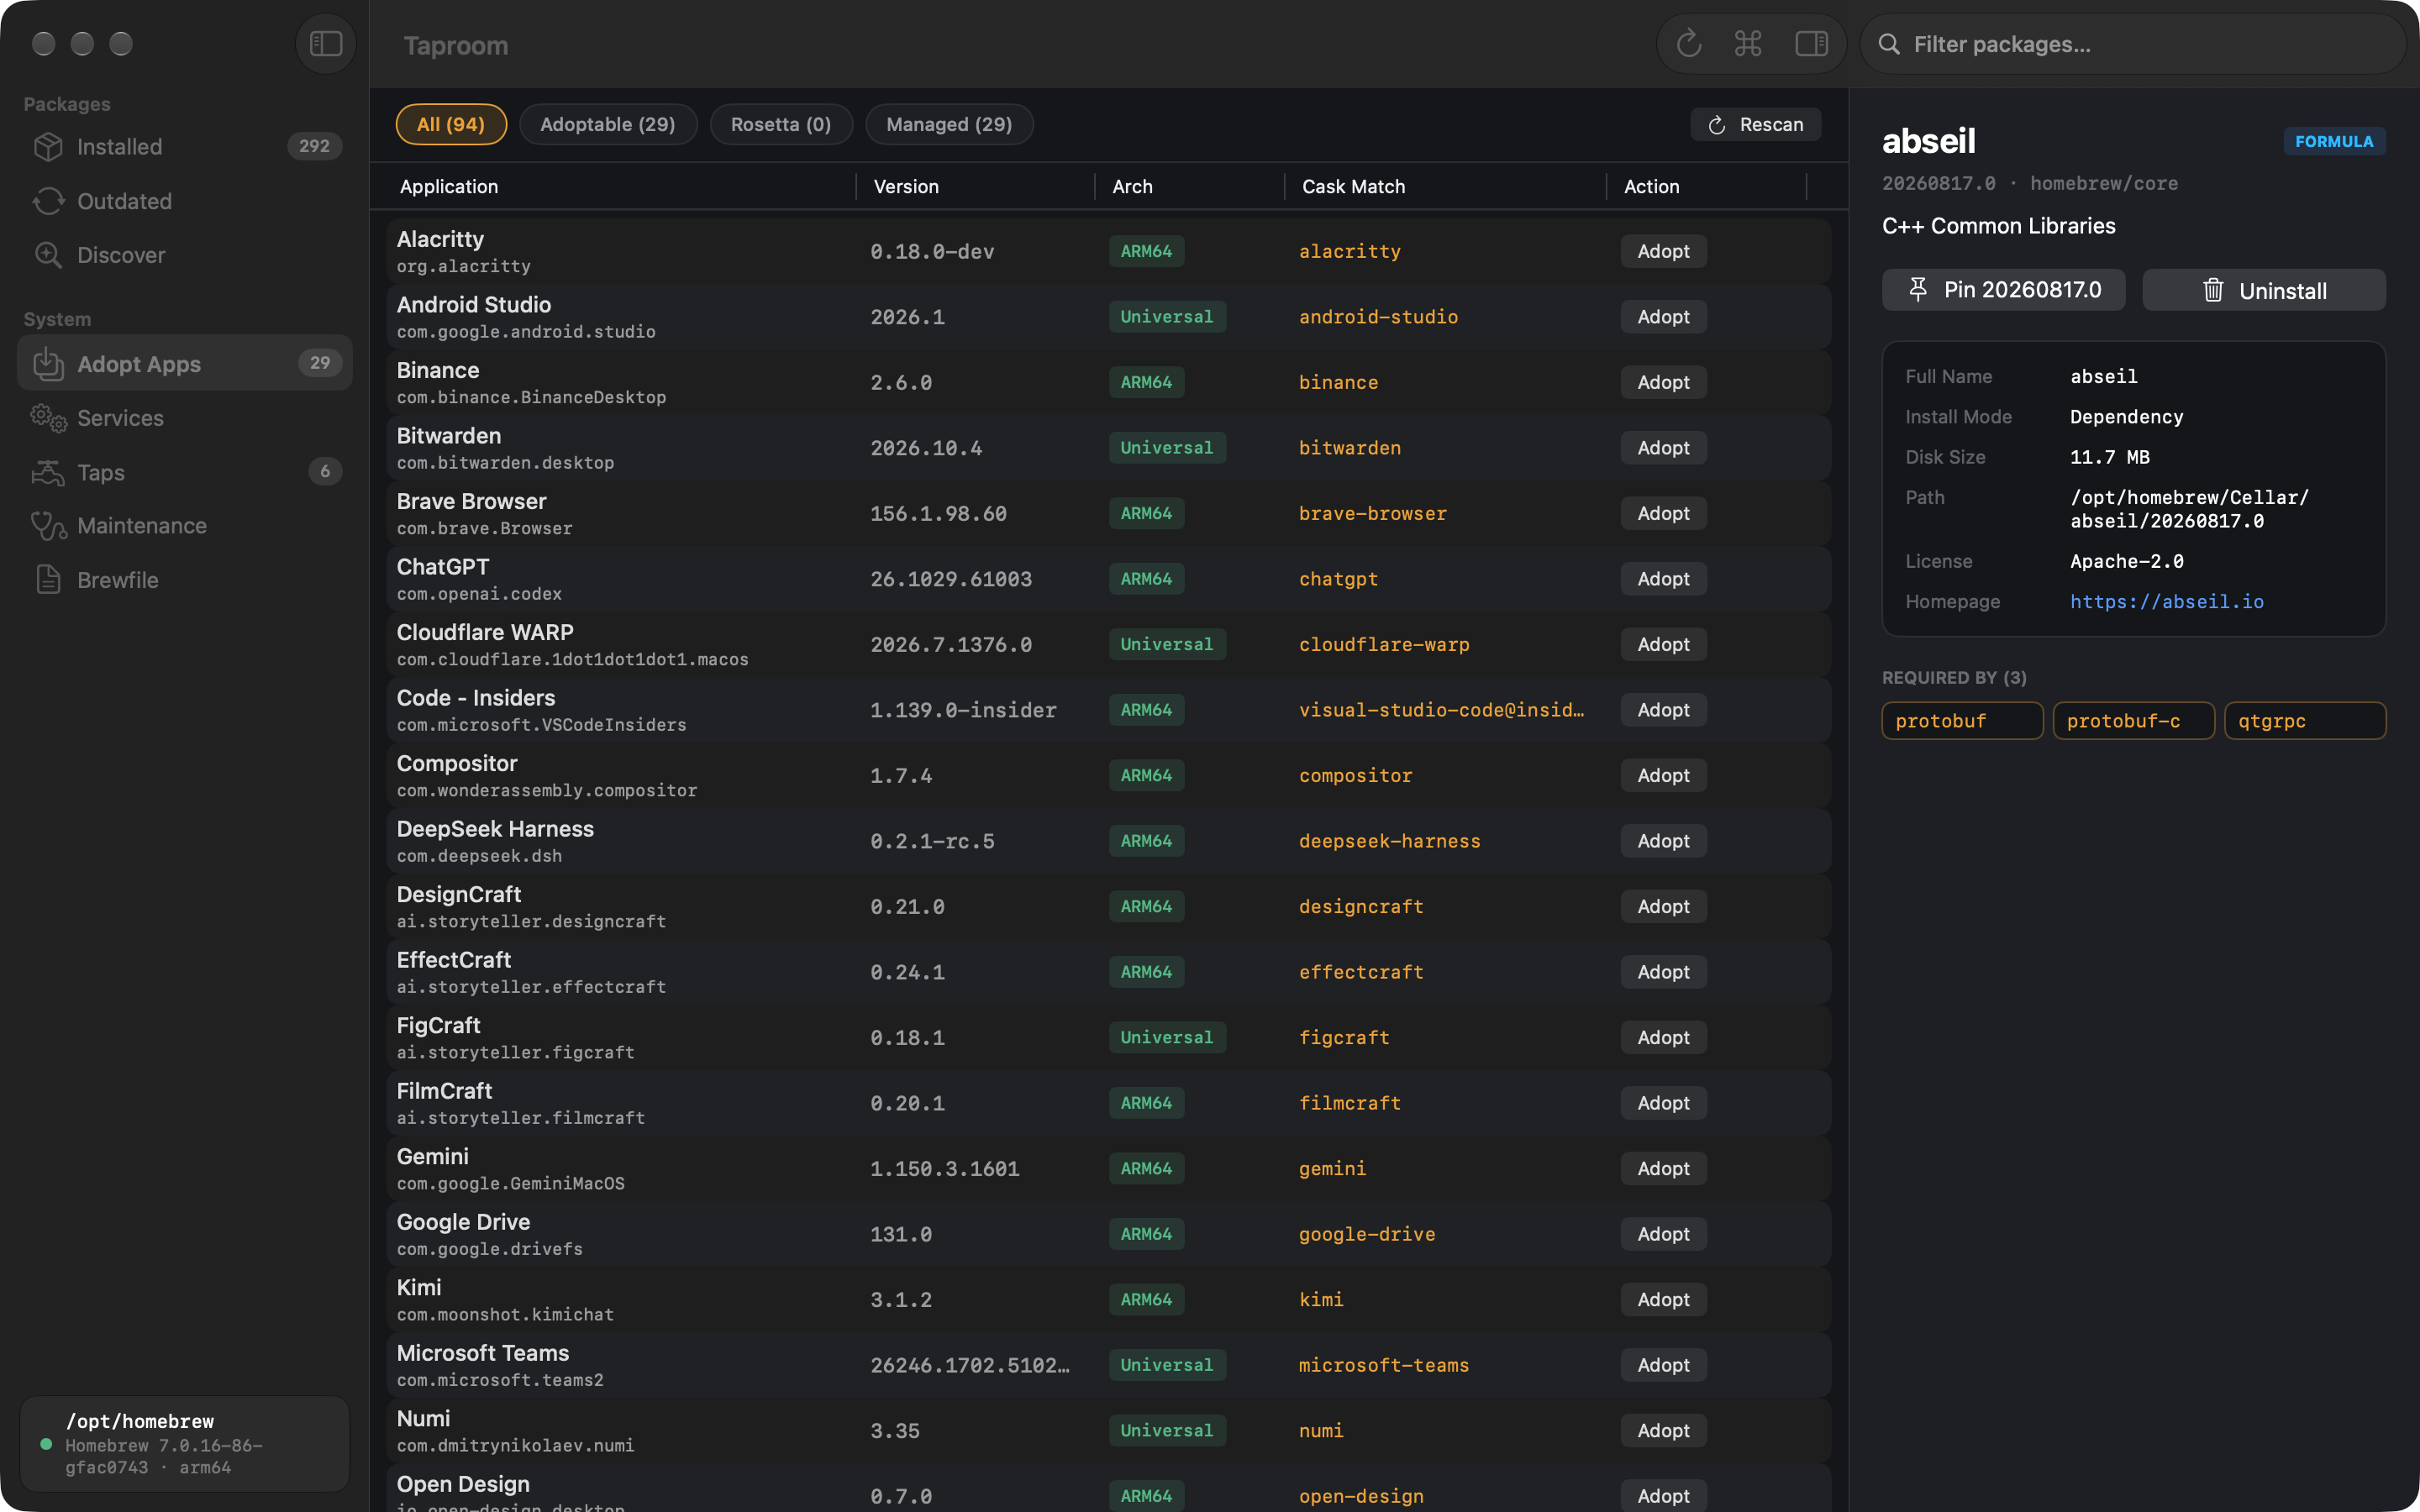 Taproom
Filter packages...
Packages
Installed 292
Outdated
Discover
System
Adopt Apps 29
Services
Taps 6
Maintenance
Brewfile
/opt/homebrew
Homebrew 7.0.16-86-
gfac0743 · arm64
All (94) Adoptable (29) Rosetta (0) Managed (29) Rescan
Application Version Arch Cask Match Action
Alacritty
org.alacritty
0.18.0-dev ARM64 alacritty Adopt
Android Studio
com.google.android.studio
2026.1 Universal android-studio Adopt
Binance
com.binance.BinanceDesktop
2.6.0 ARM64 binance Adopt
Bitwarden
com.bitwarden.desktop
2026.10.4 Universal bitwarden Adopt
Brave Browser
com.brave.Browser
156.1.98.60 ARM64 brave-browser Adopt
ChatGPT
com.openai.codex
26.1029.61003 ARM64 chatgpt Adopt
Cloudflare WARP
com.cloudflare.1dot1dot1dot1.macos
2026.7.1376.0 Universal cloudflare-warp Adopt
Code - Insiders
com.microsoft.VSCodeInsiders
1.139.0-insider ARM64 visual-studio-code@insid… Adopt
Compositor
com.wonderassembly.compositor
1.7.4 ARM64 compositor Adopt
DeepSeek Harness
com.deepseek.dsh
0.2.1-rc.5 ARM64 deepseek-harness Adopt
DesignCraft
ai.storyteller.designcraft
0.21.0 ARM64 designcraft Adopt
EffectCraft
ai.storyteller.effectcraft
0.24.1 ARM64 effectcraft Adopt
FigCraft
ai.storyteller.figcraft
0.18.1 Universal figcraft Adopt
FilmCraft
ai.storyteller.filmcraft
0.20.1 ARM64 filmcraft Adopt
Gemini
com.google.GeminiMacOS
1.150.3.1601 ARM64 gemini Adopt
Google Drive
com.google.drivefs
131.0 ARM64 google-drive Adopt
Kimi
com.moonshot.kimichat
3.1.2 ARM64 kimi Adopt
Microsoft Teams
com.microsoft.teams2
26246.1702.5102… Universal microsoft-teams Adopt
Numi
com.dmitrynikolaev.numi
3.35 Universal numi Adopt
Open Design
io.open-design.desktop
0.7.0 ARM64 open-design Adopt
abseil FORMULA
20260817.0 · homebrew/core
C++ Common Libraries
Pin 20260817.0 Uninstall
Full Name abseil
Install Mode Dependency
Disk Size 11.7 MB
Path /opt/homebrew/Cellar/
abseil/20260817.0
License Apache-2.0
Homepage https://abseil.io
REQUIRED BY (3)
protobuf protobuf-c qtgrpc